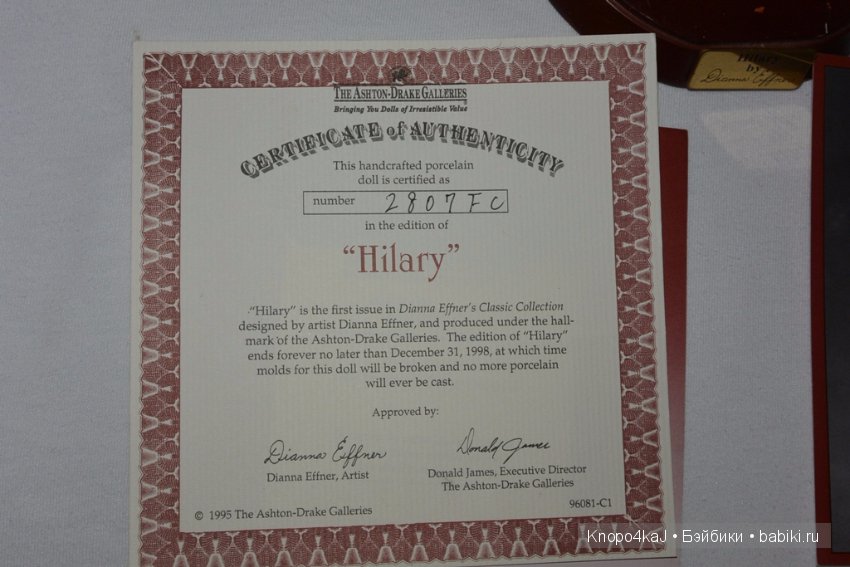 Hilary
by
Dianna Effner
THE ASHTON-DRAKE GALLERIES
Bringing You Dolls of Irresistible Value
CERTIFICATE of AUTHENTICITY
This handcrafted porcelain
doll is certified as
number 2807FC
in the edition of
“Hilary”
“Hilary” is the first issue in Dianna Effner's Classic Collection
designed by artist Dianna Effner, and produced under the hall-
mark of the Ashton-Drake Galleries. The edition of “Hilary”
ends forever no later than December 31, 1998, at which time
molds for this doll will be broken and no more porcelain
will ever be cast.
Approved by:
Dianna Effner
Dianna Effner, Artist
Donald James
Donald James, Executive Director
The Ashton-Drake Galleries
© 1995 The Ashton-Drake Galleries
96081-C1
Knopo4kaJ • Бэйбики • babiki.ru